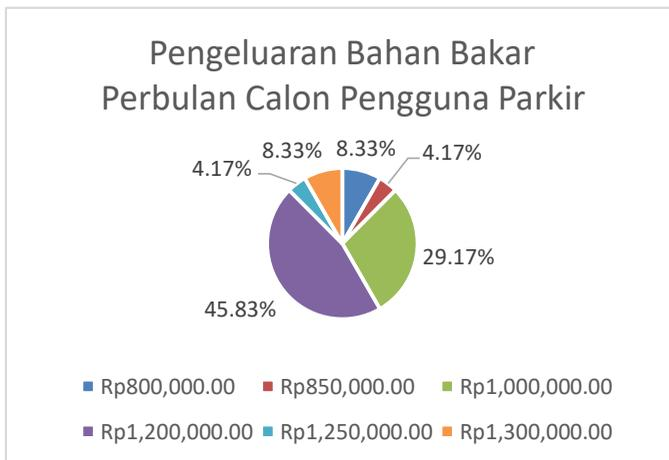 Pengeluaran Bahan Bakar
Perbulan Calon Pengguna Parkir
8.33% 8.33%
4.17% 4.17%
29.17%
45.83%
Rp800,000.00 Rp850,000.00 Rp1,000,000.00
Rp1,200,000.00 Rp1,250,000.00 Rp1,300,000.00